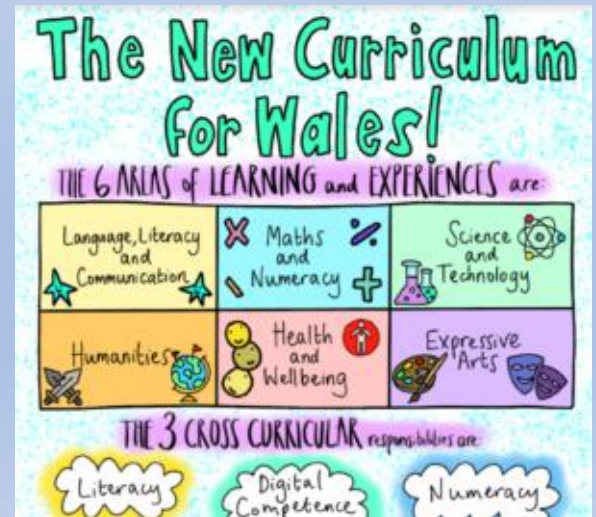 The New Curriculum
for Wales!
THE 6 AREAS of LEARNING and EXPERIENCES are:
Language, Literacy
and
Communication
Maths
and
Numeracy
Science
and
Technology
Humanities
Health
and
Wellbeing
Expressive
Arts
THE 3 CROSS CURRICULAR responsibilities are:
Literacy
Digital
Competence
Numeracy